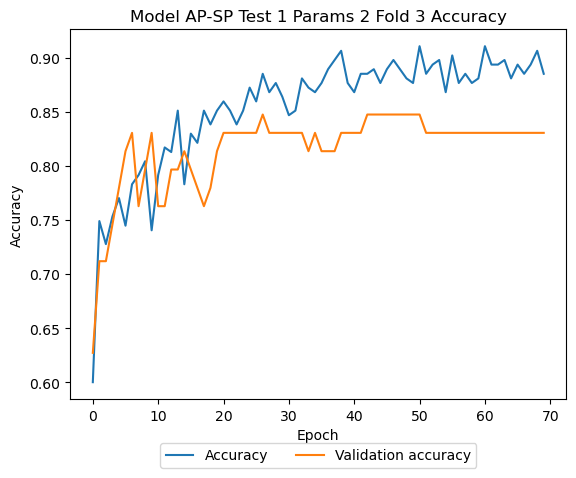 Model AP-SP Test 1 Params 2 Fold 3 Accuracy
Accuracy
0.90
0.85
0.80
0.75
0.70
0.65
0.60
0 10 20 30 40 50 60 70
Epoch
Accuracy Validation accuracy